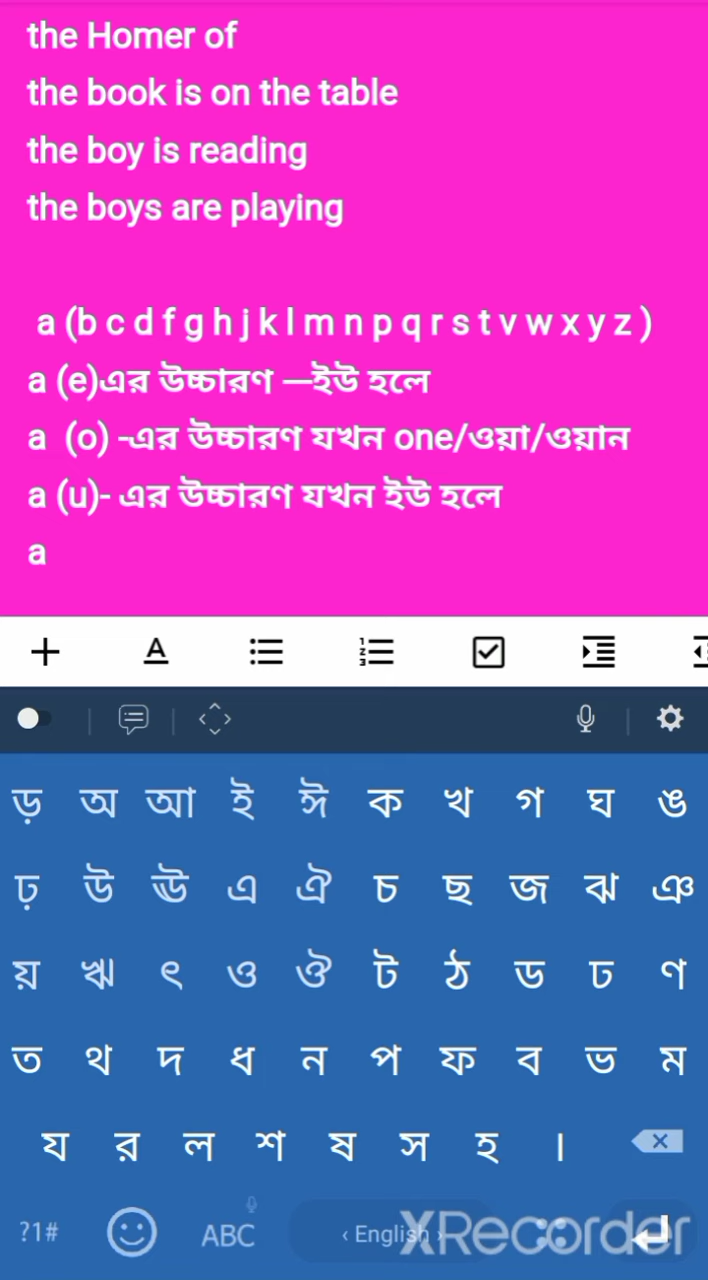 the Homer of
the book is on the table
the boy is reading
the boys are playing
a (b c d f g h j k l m n p q r s t v w x y z )
a (e)এর উচ্চারণ —ইউ হলে
a (o) -এর উচ্চারণ যখন one/ওয়া/ওয়ান
a (u)- এর উচ্চারণ যখন ইউ হলে
a
ড় অ আ ই ঈ ক খ গ ঘ ঙ
ঢ় উ ঊ এ ঐ চ ছ জ ঝ ঞ
য় ঋ ৎ ও ঔ ট ঠ ড ঢ ণ
ত থ দ ধ ন প ফ ব ভ ম
য র ল শ ষ স হ ।
?1# ABC ‹ English › XRecorder